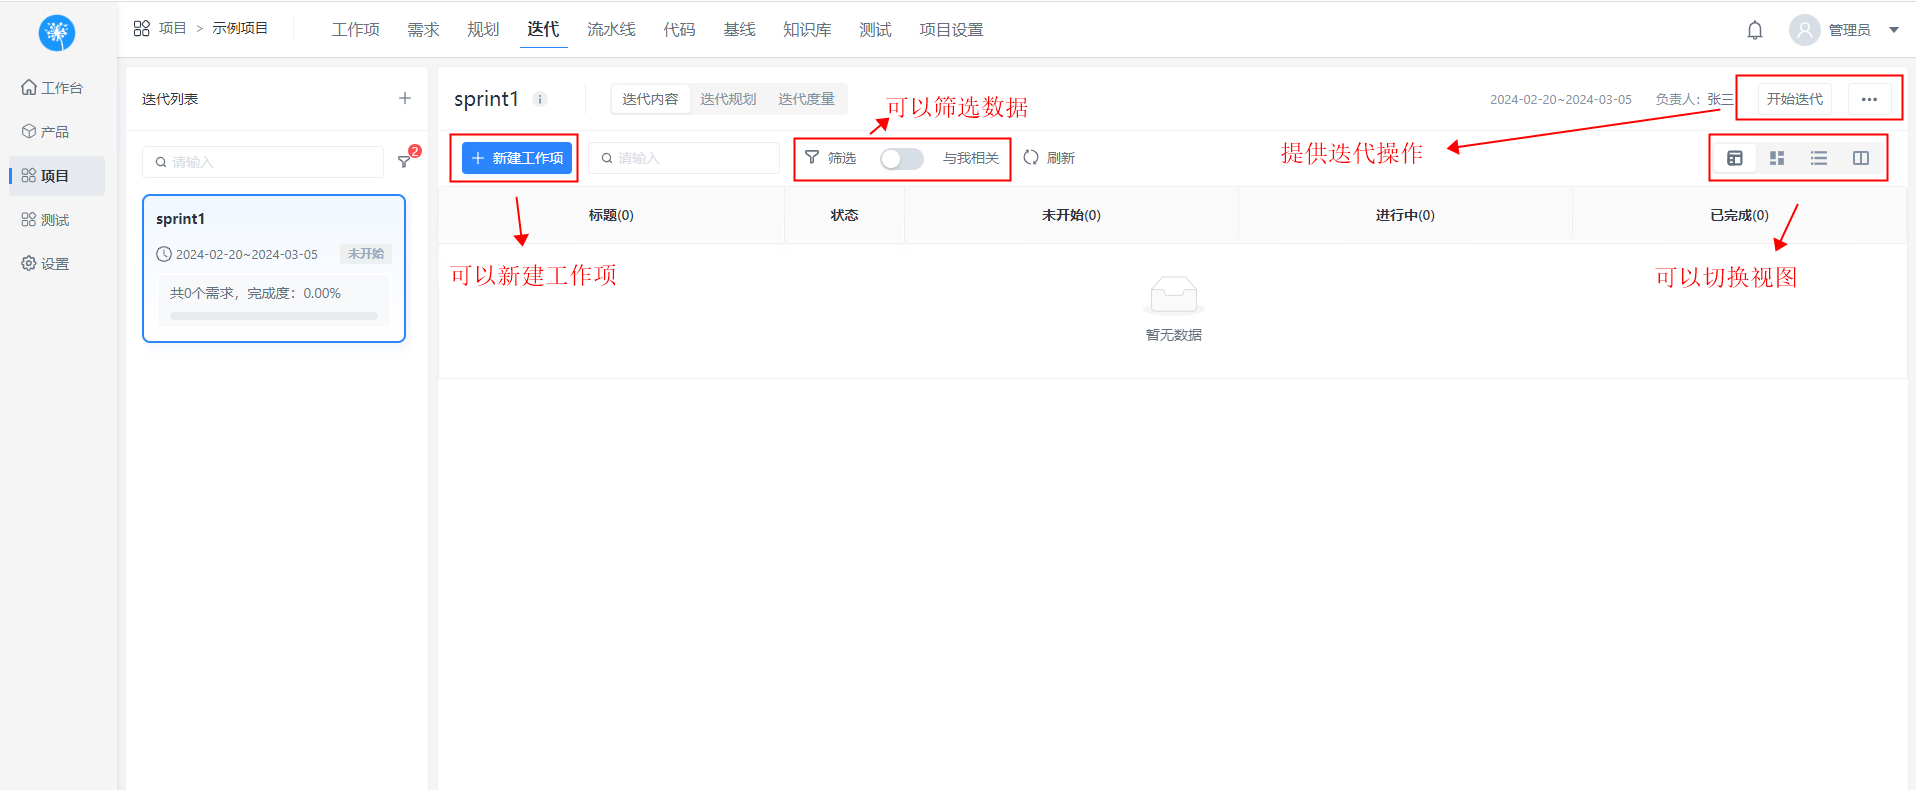 项目 > 示例项目
工作项 需求 规划 迭代 流水线 代码 基线 知识库 测试 项目设置
管理员
工作台
产品
项目
测试
设置
迭代列表
请输入
2
sprint1
2024-02-20~2024-03-05 未开始
共0个需求，完成度：0.00%
sprint1
迭代内容 迭代规划 迭代度量
可以筛选数据
2024-02-20~2024-03-05 负责人：张三 开始迭代
新建工作项 请输入 筛选 与我相关 刷新
提供迭代操作
标题(0) 状态 未开始(0) 进行中(0) 已完成(0)
可以新建工作项
可以切换视图
暂无数据